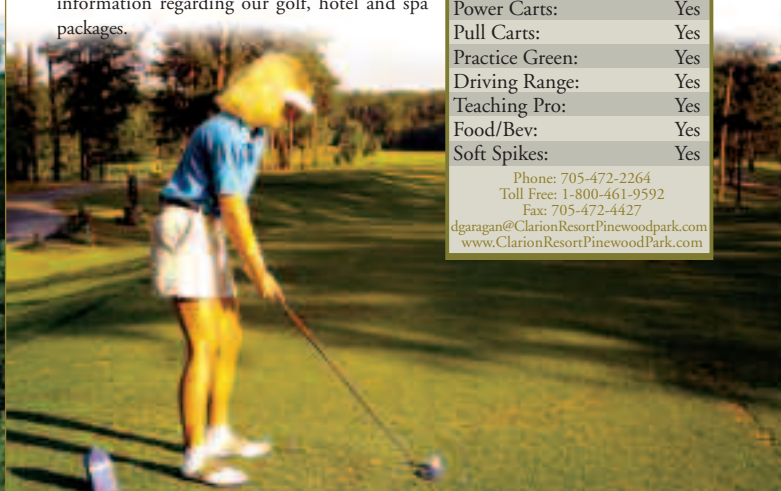 information regarding our golf, hotel and spa
packages.
Power Carts: Yes
Pull Carts: Yes
Practice Green: Yes
Driving Range: Yes
Teaching Pro: Yes
Food/Bev: Yes
Soft Spikes: Yes
Phone: 705-472-2264
Toll Free: 1-800-461-9592
Fax: 705-472-4427
dgaragan@ClarionResortPinewoodpark.com
www.ClarionResortPinewoodPark.com